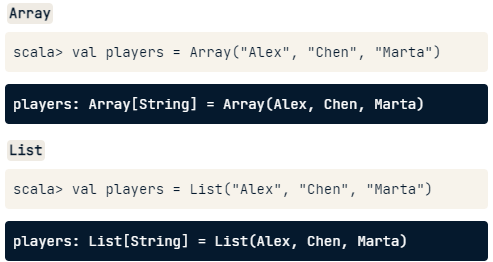 Array
scala> val players = Array("Alex", "Chen", "Marta")
players: Array[String] = Array(Alex, Chen, Marta)
List
scala> val players = List("Alex", "Chen", "Marta")
players: List[String] = List(Alex, Chen, Marta)